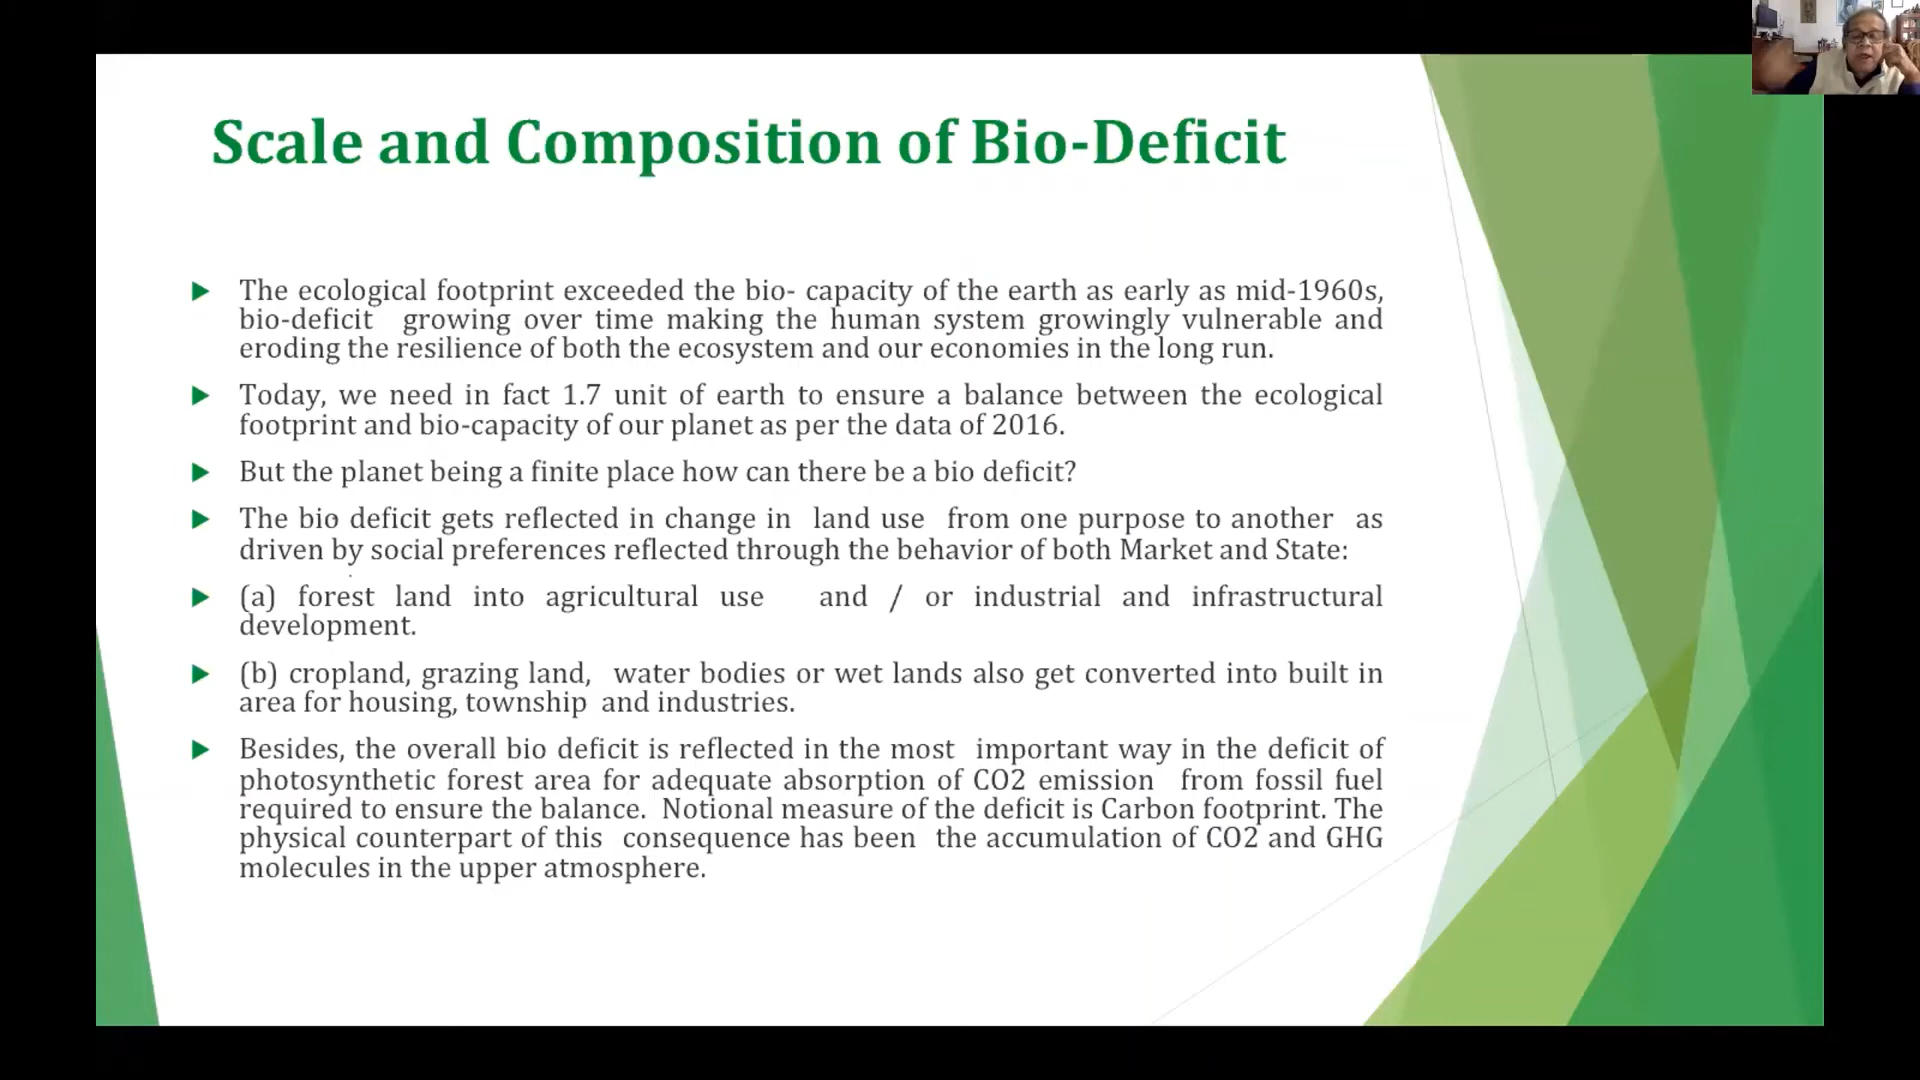 Scale and Composition of Bio-Deficit
The ecological footprint exceeded the bio- capacity of the earth as early as mid-1960s,
bio-deficit growing over time making the human system growingly vulnerable and
eroding the resilience of both the ecosystem and our economies in the long run.
Today, we need in fact 1.7 unit of earth to ensure a balance between the ecological
footprint and bio-capacity of our planet as per the data of 2016.
But the planet being a finite place how can there be a bio deficit?
The bio deficit gets reflected in change in land use from one purpose to another as
driven by social preferences reflected through the behavior of both Market and State:
(a) forest land into agricultural use and / or industrial and infrastructural
development.
(b) cropland, grazing land, water bodies or wet lands also get converted into built in
area for housing, township and industries.
Besides, the overall bio deficit is reflected in the most important way in the deficit of
photosynthetic forest area for adequate absorption of CO2 emission from fossil fuel
required to ensure the balance. Notional measure of the deficit is Carbon footprint. The
physical counterpart of this consequence has been the accumulation of CO2 and GHG
molecules in the upper atmosphere.